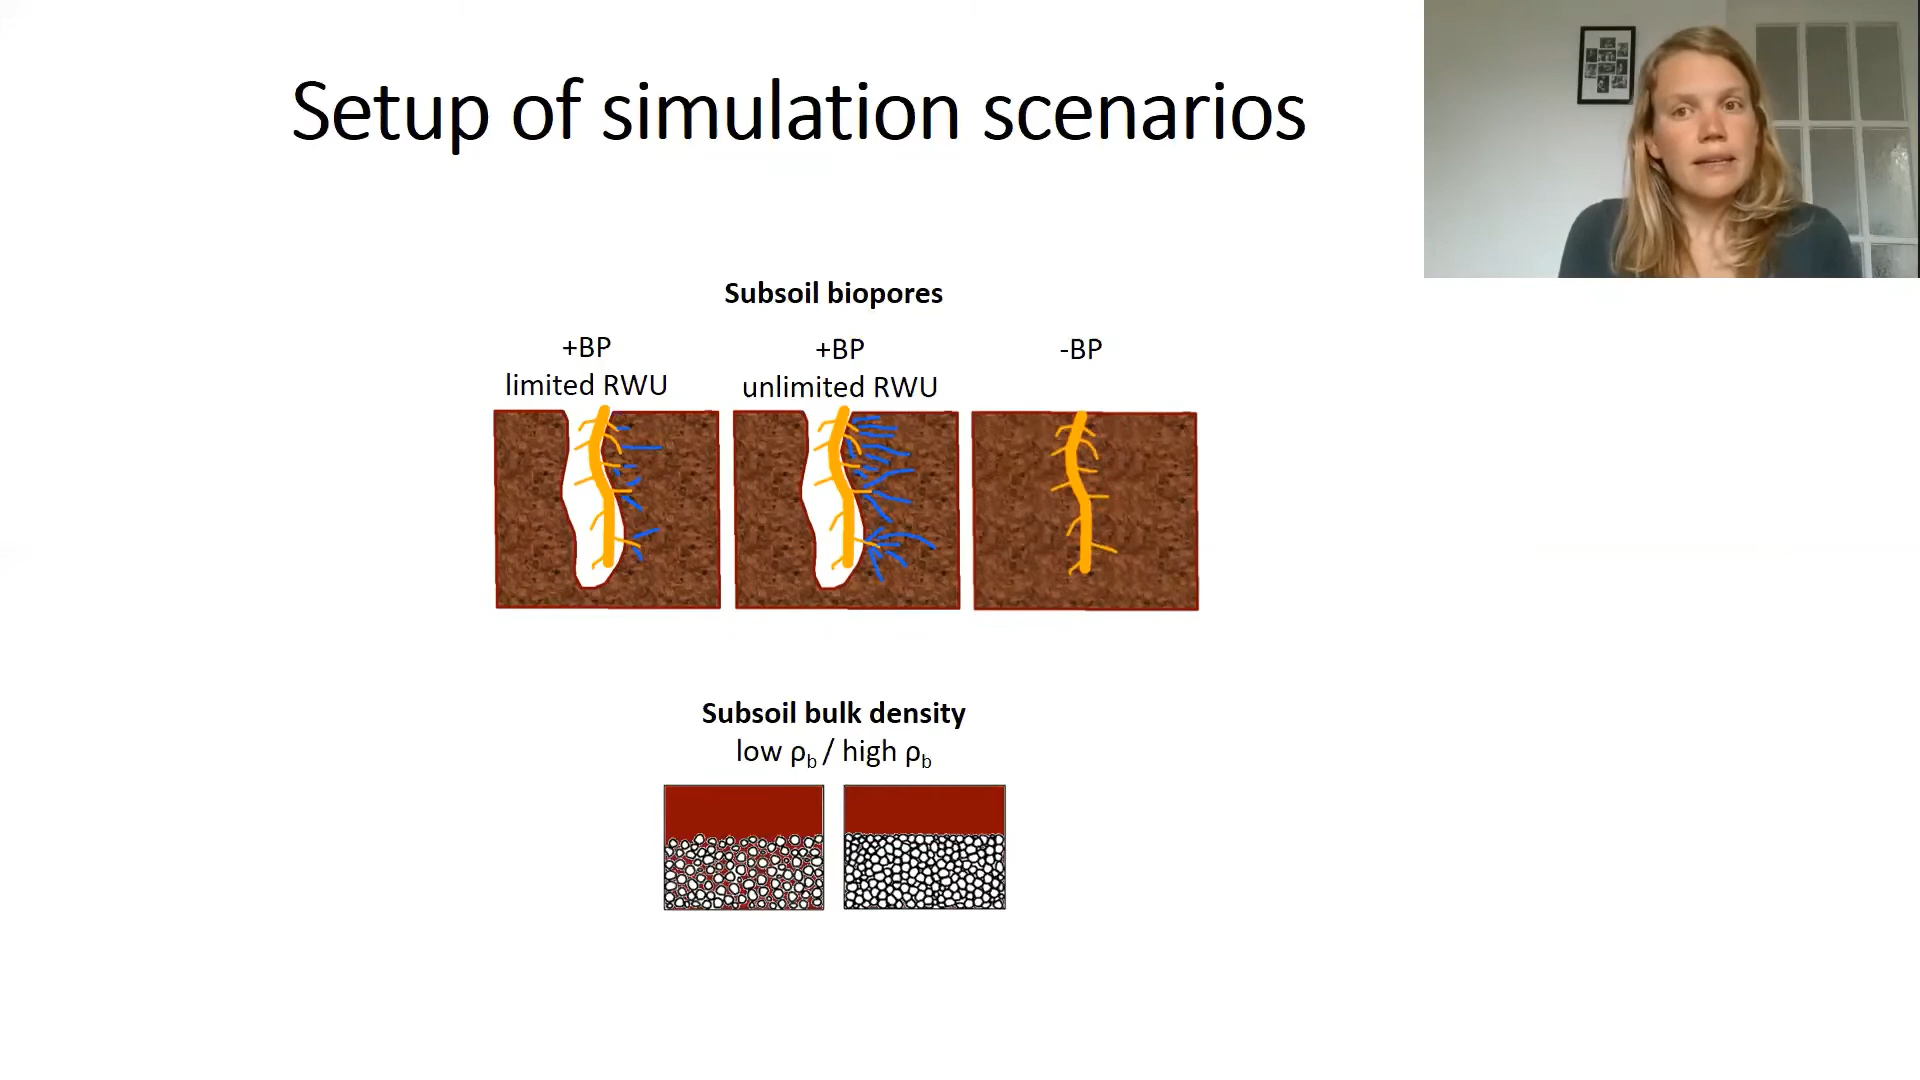 Setup of simulation scenarios
Subsoil biopores
+BP
limited RWU
+BP
unlimited RWU
-BP
Subsoil bulk density
low ρb / high ρb